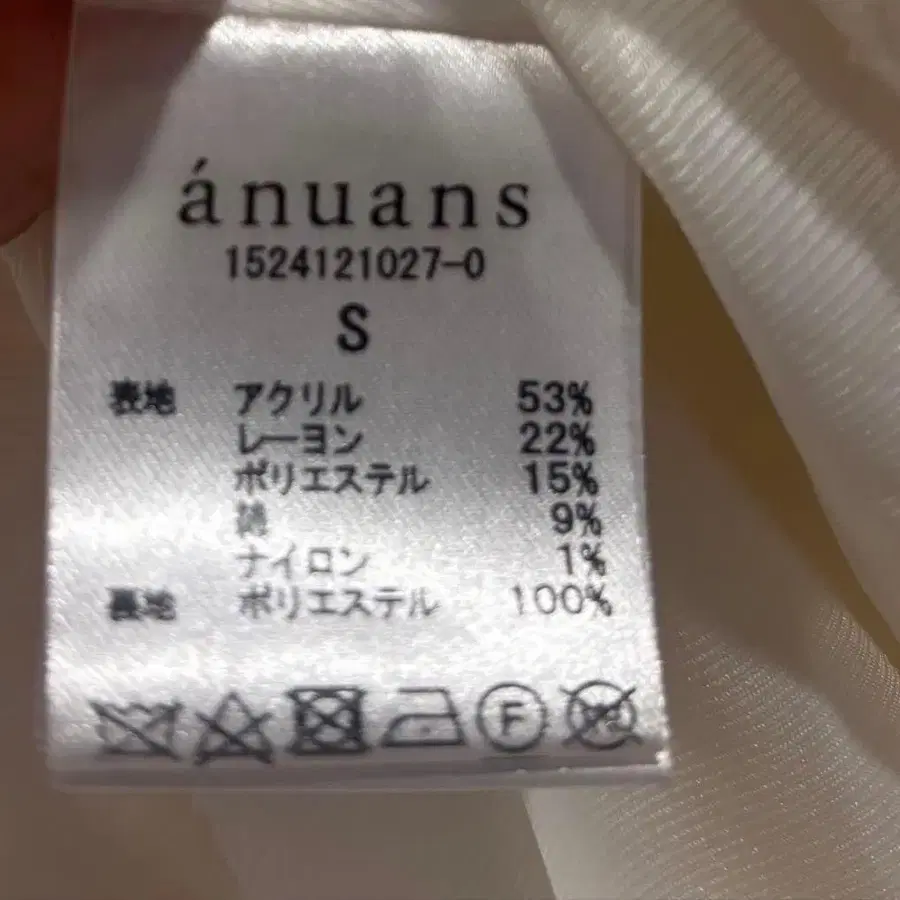 ánuans
1524121027-0
S
表地 アクリル 53%
レーヨン 22%
ポリエステル 15%
綿 9%
ナイロン 1%
裏地 ポリエステル 100%
F